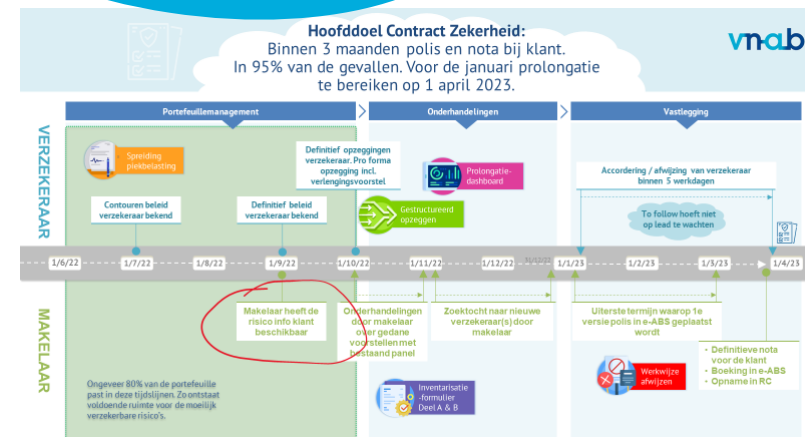 Hoofddoel Contract Zekerheid:
Binnen 3 maanden polis en nota bij klant.
In 95% van de gevallen. Voor de januari prolongatie
te bereiken op 1 april 2023.
vnab
Portefeuillemanagement
Onderhandelingen
Vastlegging
VERZEKERAAR
Spreiding
piekbelasting
Definitief opzeggingen
verzekeraar. Pro forma
opzegging incl.
verlengingsvoorstel
Prolongatie-
dashboard
Accordering / afwijzing van verzekeraar
binnen 5 werkdagen
Contouren beleid
verzekeraar bekend
Definitief beleid
verzekeraar bekend
Gestructureerd
opzeggen
To follow hoeft niet
op lead te wachten
1/6/22
1/7/22
1/8/22
1/9/22
1/10/22
1/11/22
1/12/22
31/12/22
1/1/23
1/2/23
1/3/23
1/4/23
MAKELAAR
Makelaar heeft de
risico info klant
beschikbaar
Onderhandelingen
door makelaar
over gedane
voorstellen met
bestaand panel
Zoektocht naar nieuwe
verzekeraar(s) door
makelaar
Uiterste termijn waarop 1e
versie polis in e-ABS geplaatst
wordt
• Definitieve nota
voor de klant
• Boeking in e-ABS
• Opname in RC
Werkwijze
afwijzen
Inventarisatie
-formulier
Deel A & B
Ongeveer 80% van de portefeuille
past in deze tijdslijnen. Zo ontstaat
voldoende ruimte voor de moeilijk
verzekerbare risico's.